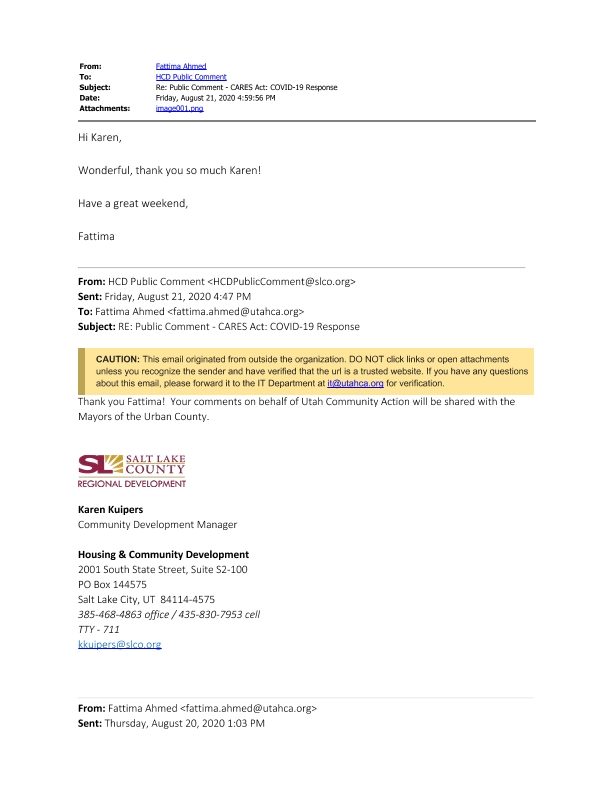 From: Fattima Ahmed
To: HCD Public Comment
Subject: Re: Public Comment - CARES Act: COVID-19 Response
Date: Friday, August 21, 2020 4:59:56 PM
Attachments: image001.png
Hi Karen,
Wonderful, thank you so much Karen!
Have a great weekend,
Fattima
From: HCD Public Comment <HCDPublicComment@slco.org>
Sent: Friday, August 21, 2020 4:47 PM
To: Fattima Ahmed <fattima.ahmed@utahca.org>
Subject: RE: Public Comment - CARES Act: COVID-19 Response
CAUTION: This email originated from outside the organization. DO NOT click links or open attachments
unless you recognize the sender and have verified that the url is a trusted website. If you have any questions
about this email, please forward it to the IT Department at it@utahca.org for verification.
Thank you Fattima!  Your comments on behalf of Utah Community Action will be shared with the
Mayors of the Urban County.
SL SALT LAKE
COUNTY
REGIONAL DEVELOPMENT
Karen Kuipers
Community Development Manager
Housing & Community Development
2001 South State Street, Suite S2-100
PO Box 144575
Salt Lake City, UT  84114-4575
385-468-4863 office / 435-830-7953 cell
TTY - 711
kkuipers@slco.org
From: Fattima Ahmed <fattima.ahmed@utahca.org>
Sent: Thursday, August 20, 2020 1:03 PM